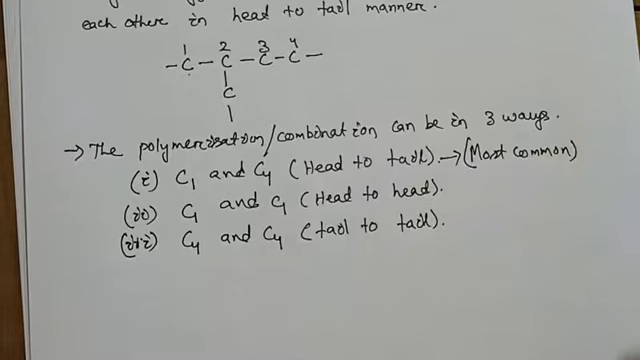 each othere in head to tail manner.
1 2 3 4
- C - C - C - C -
|
C
|
→ The polymerisation/combination can be in 3 ways.
(i) C1 and C4 (Head to tail). → (Most common)
(ii) C1 and C1 (Head to head).
(iii) C4 and C4 (tail to tail).